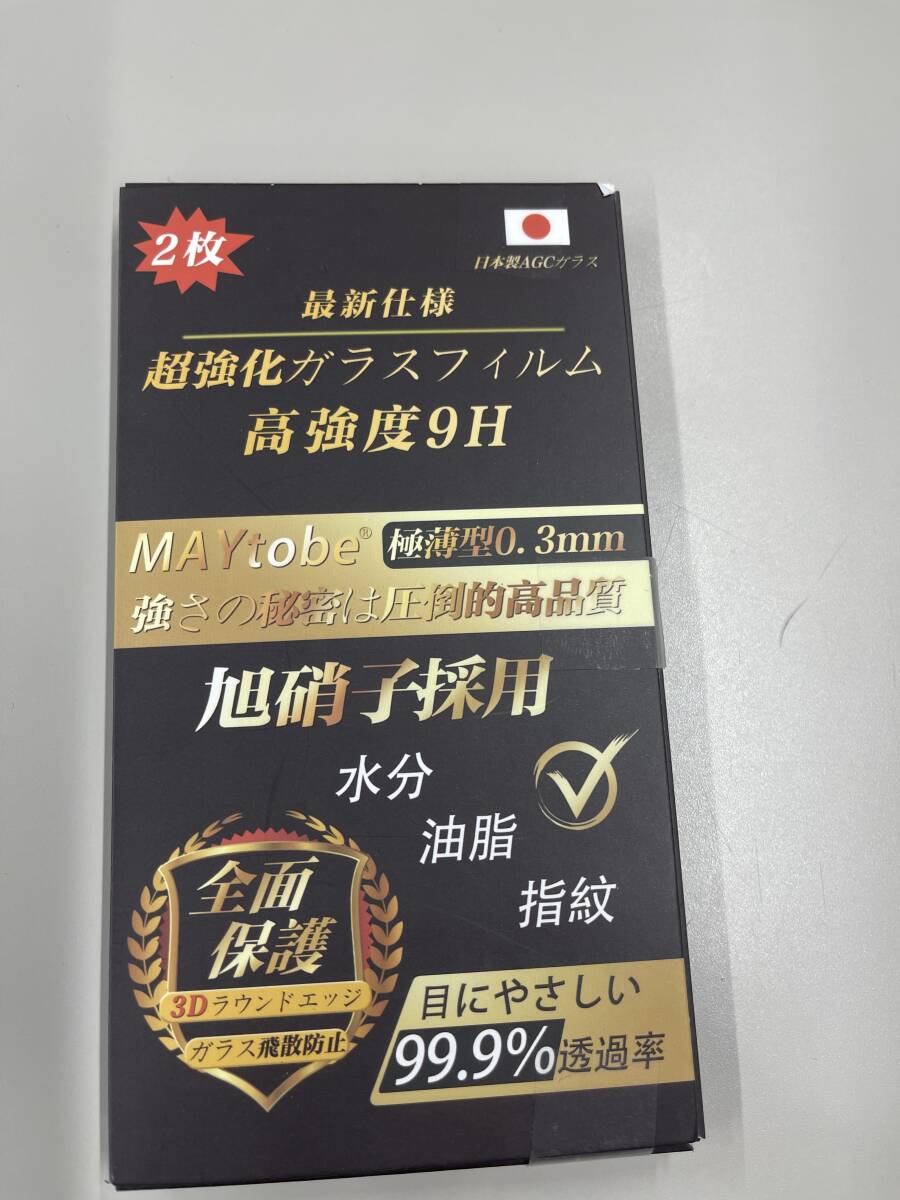 2枚
日本製AGCガラス
最新仕様
超強化ガラスフィルム
高強度9H
MAYtobe®
極薄型0.3mm
強さの秘密は圧倒的高品質
旭硝子採用
水分
油脂
指紋
全面
保護
3Dラウンドエッジ
ガラス飛散防止
目にやさしい
99.9%透過率